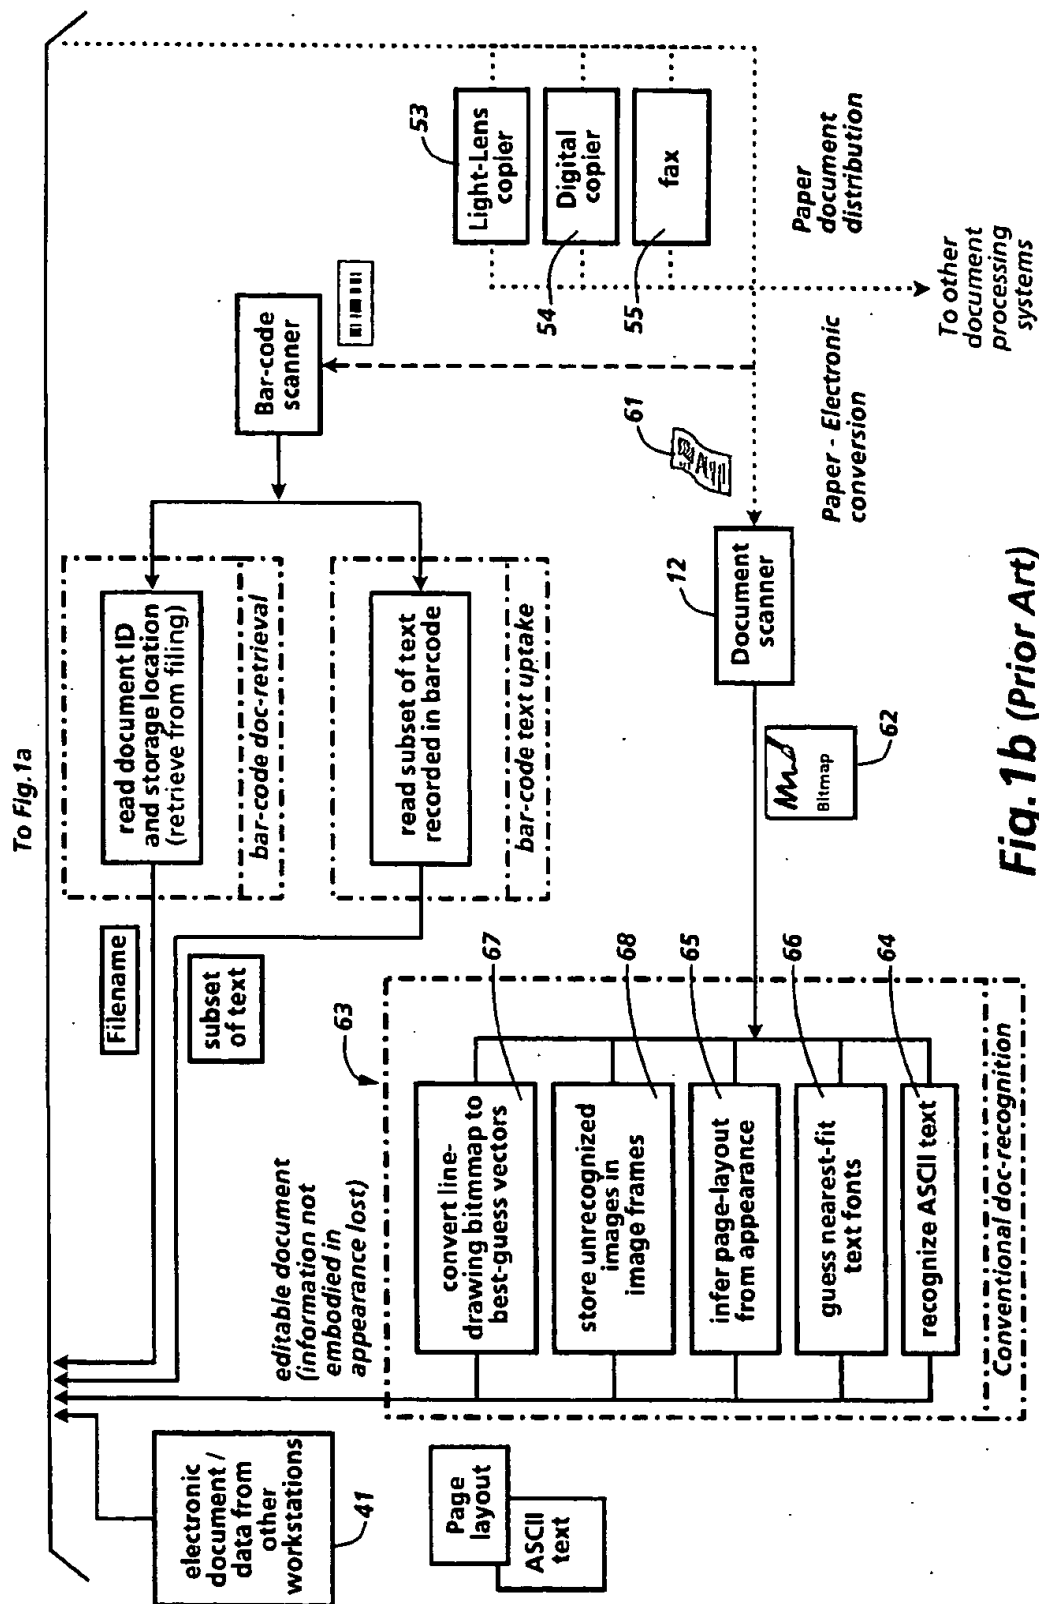 To Fig.1a
electronic
document /
data from
other
workstations
41
Filename
subset
of text
read document ID
and storage location
(retrieve from filing)
bar-code doc-retrieval
read subset of text
recorded in barcode
bar-code text uptake
Bar-code
scanner
Light-Lens
copier
53
Digital
copier
54
fax
55
Paper
document
distribution
To other
document
processing
systems
Page
layout
ASCII
text
editable document
(information not
embodied in
appearance lost)
63
convert line-
drawing bitmmap to
best-guess vectors
67
store unrecognized
images in
image frames
68
infer page-layout
from appearance
65
guess nearest-fit
text fonts
66
recognize ASCII text
64
Conventional doc-recognition
Bitmap
62
Document
scanner
12
61
Paper - Electronic
conversion
Fig.1b (Prior Art)